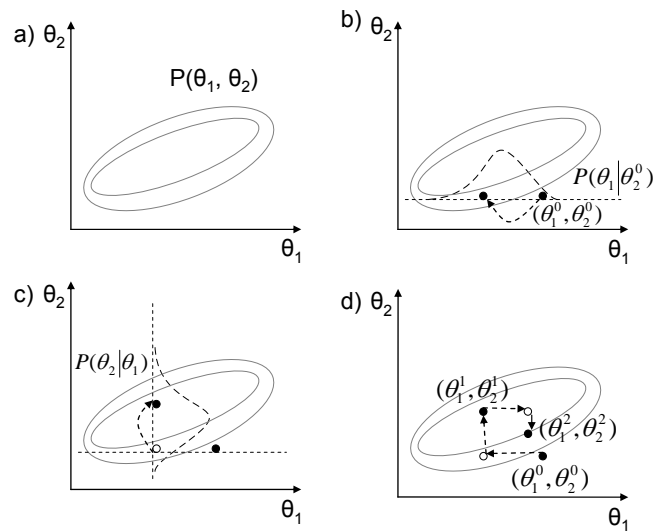 a) θ₂
P(θ₁, θ₂)
θ₁
b) θ₂
P(θ₁|θ₂⁰)
(θ₁⁰, θ₂⁰)
θ₁
c) θ₂
P(θ₂|θ₁)
θ₁
d) θ₂
(θ₁¹, θ₂¹)
(θ₁², θ₂²)
(θ₁⁰, θ₂⁰)
θ₁